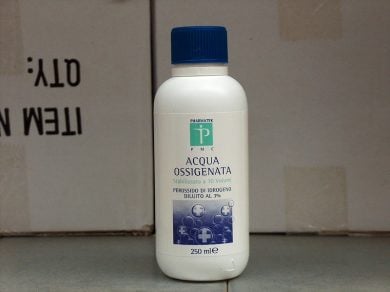 QTY:
ITEM N
PHARMATEK
PMC
ACQUA
OSSIGENATA
Stabilizzata a 10 Volumi
PEROSSIDO DI IDROGENO
DILUITO AL 3%
250 ml e